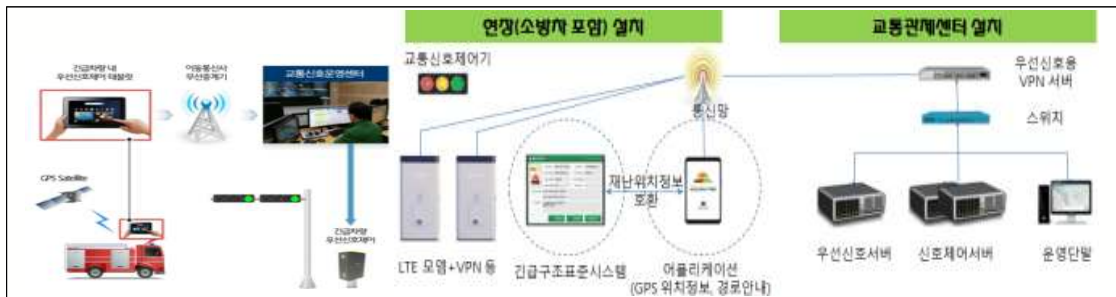 현장(소방차 포함) 설치
교통관제센터 설치
긴급차량 내
우선신호제어 태블릿
이동통신사
무선중계기
교통신호운영센터
GPS Satellite
긴급차량
우선신호제어
교통신호제어기
통신망
재난위치정보
호환
LTE 모뎀+VPN 등
긴급구조표준시스템
어플리케이션
(GPS 위치정보, 경로안내)
우선신호용
VPN 서버
스위치
우선신호서버
신호제어서버
운영단말